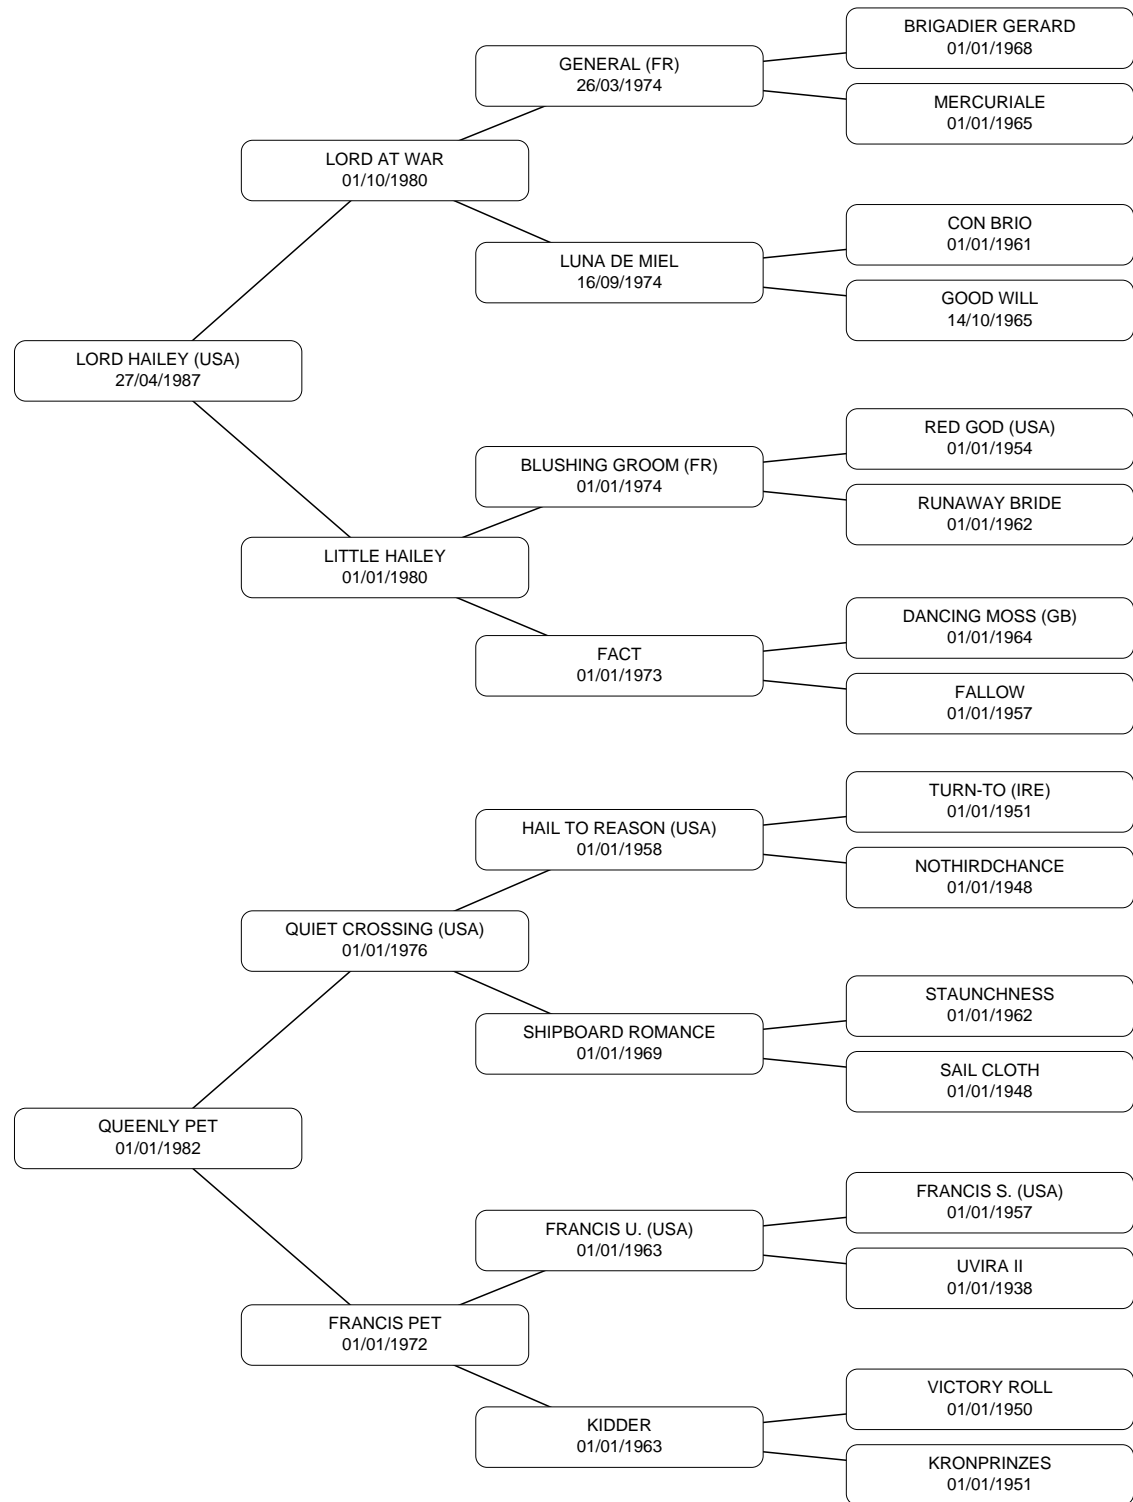 BRIGADIER GERARD
01/01/1968
GENERAL (FR)
26/03/1974
MERCURIALE
01/01/1965
LORD AT WAR
01/10/1980
CON BRIO
01/01/1961
LUNA DE MIEL
16/09/1974
GOOD WILL
14/10/1965
LORD HAILEY (USA)
27/04/1987
RED GOD (USA)
01/01/1954
BLUSHING GROOM (FR)
01/01/1974
RUNAWAY BRIDE
01/01/1962
LITTLE HAILEY
01/01/1980
DANCING MOSS (GB)
01/01/1964
FACT
01/01/1973
FALLOW
01/01/1957
TURN-TO (IRE)
01/01/1951
HAIL TO REASON (USA)
01/01/1958
NOTHIRDCHANCE
01/01/1948
QUIET CROSSING (USA)
01/01/1976
STAUNCHNESS
01/01/1962
SHIPBOARD ROMANCE
01/01/1969
SAIL CLOTH
01/01/1948
QUEENLY PET
01/01/1982
FRANCIS S. (USA)
01/01/1957
FRANCIS U. (USA)
01/01/1963
UVIRA II
01/01/1938
FRANCIS PET
01/01/1972
VICTORY ROLL
01/01/1950
KIDDER
01/01/1963
KRONPRINZES
01/01/1951